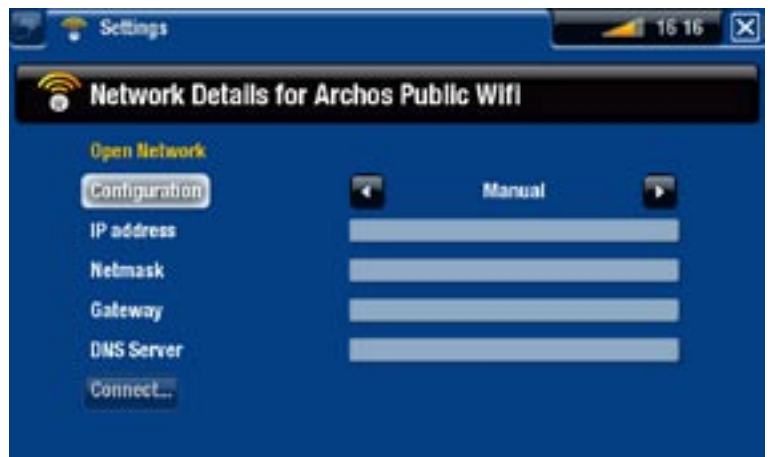 Settings
16 16
Network Details for Archos Public Wifi
Open Network
Configuration Manual
IP address
Netmask
Gateway
DNS Server
Connect...